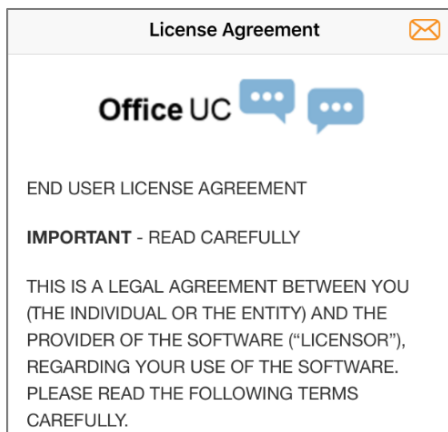 License Agreement
Office UC
END USER LICENSE AGREEMENT
IMPORTANT - READ CAREFULLY
THIS IS A LEGAL AGREEMENT BETWEEN YOU
(THE INDIVIDUAL OR THE ENTITY) AND THE
PROVIDER OF THE SOFTWARE (“LICENSOR”),
REGARDING YOUR USE OF THE SOFTWARE.
PLEASE READ THE FOLLOWING TERMS
CAREFULLY.